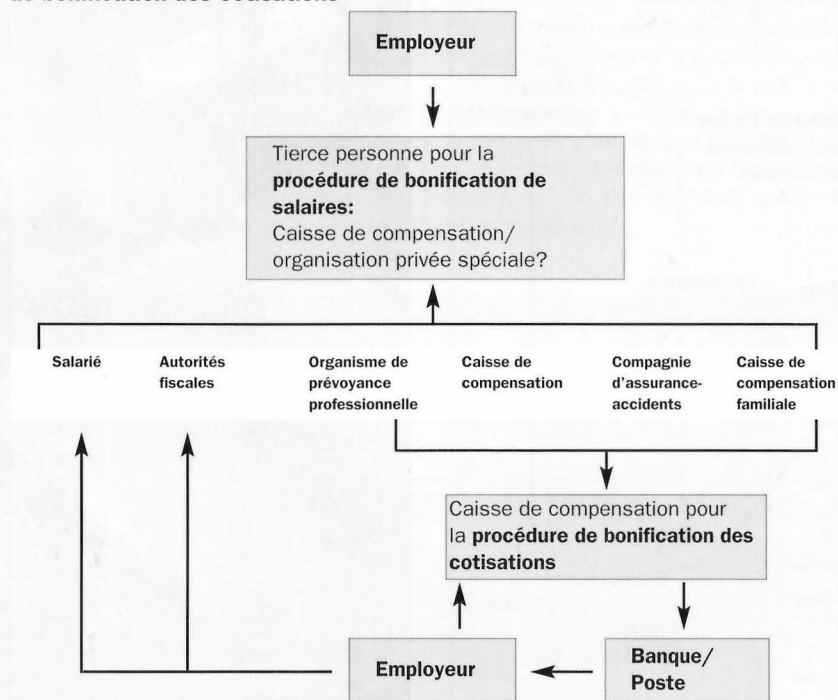 de bonification des cotisations
Employeur
Tierce personne pour la
procédure de bonification de
salaires:
Caisse de compensation/
organisation privée spéciale?
Salarié
Autorités
fiscales
Organisme de
prévoyance
professionnelle
Caisse de
compensation
Compagnie
d'assurance-
accidents
Caisse de
compensation
familiale
Caisse de compensation pour
la procédure de bonification des
cotisations
Employeur
Banque/
Poste